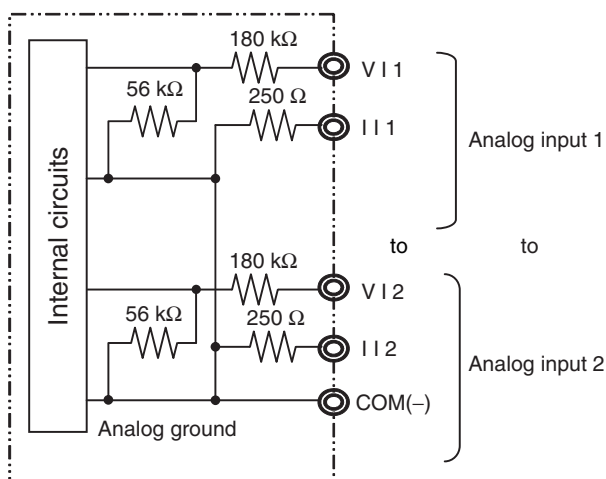 180 kΩ
V I 1
56 kΩ
250 Ω
I I 1
Analog input 1
Internal circuits
to
to
180 kΩ
V I 2
56 kΩ
250 Ω
I I 2
Analog input 2
COM(−)
Analog ground